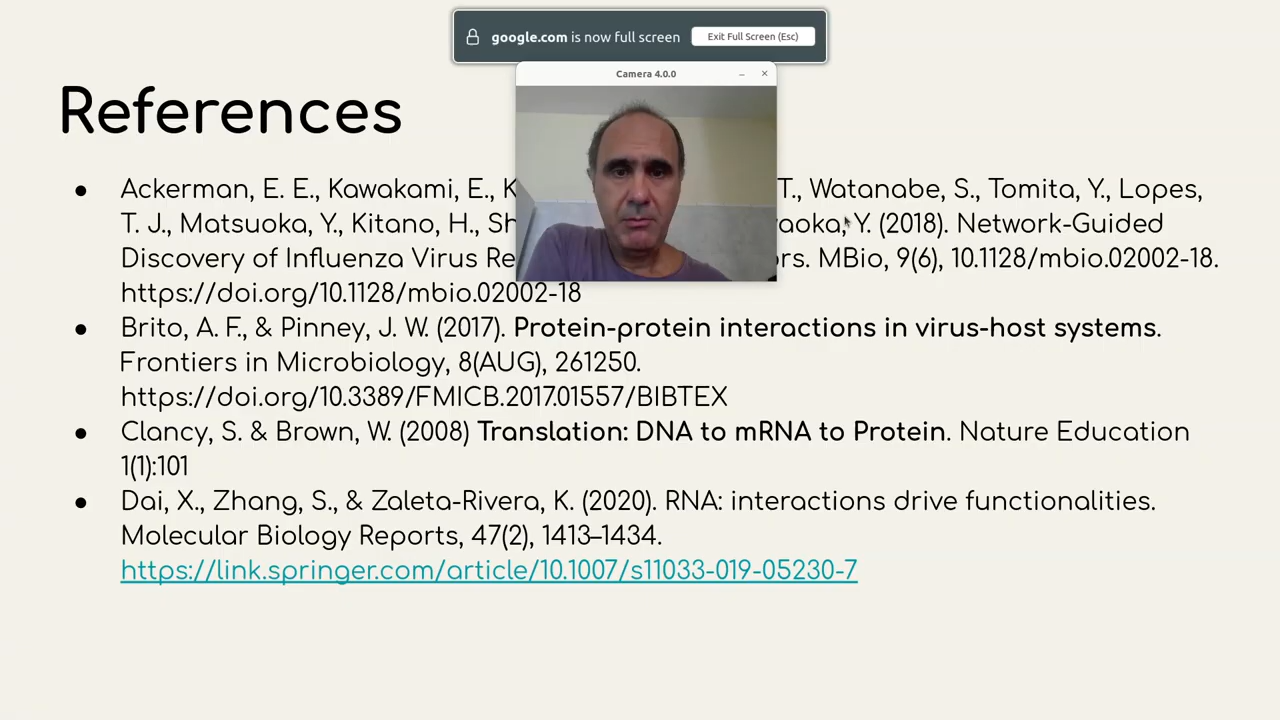 google.com is now full screen
Exit Full Screen (Esc)
Camera 4.0.0
References
● Ackerman, E. E., Kawakami, E., K T., Watanabe, S., Tomita, Y., Lopes,
T. J., Matsuoka, Y., Kitano, H., Sh aoka, Y. (2018). Network-Guided
Discovery of Influenza Virus Re rs. MBio, 9(6), 10.1128/mbio.02002-18.
https://doi.org/10.1128/mbio.02002-18
● Brito, A. F., & Pinney, J. W. (2017). Protein-protein interactions in virus-host systems.
Frontiers in Microbiology, 8(AUG), 261250.
https://doi.org/10.3389/FMICB.2017.01557/BIBTEX
● Clancy, S. & Brown, W. (2008) Translation: DNA to mRNA to Protein. Nature Education
1(1):101
● Dai, X., Zhang, S., & Zaleta-Rivera, K. (2020). RNA: interactions drive functionalities.
Molecular Biology Reports, 47(2), 1413–1434.
https://link.springer.com/article/10.1007/s11033-019-05230-7